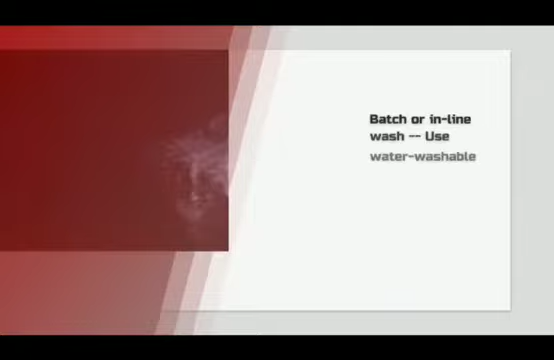 Batch or in-line
wash -- Use
water-washable